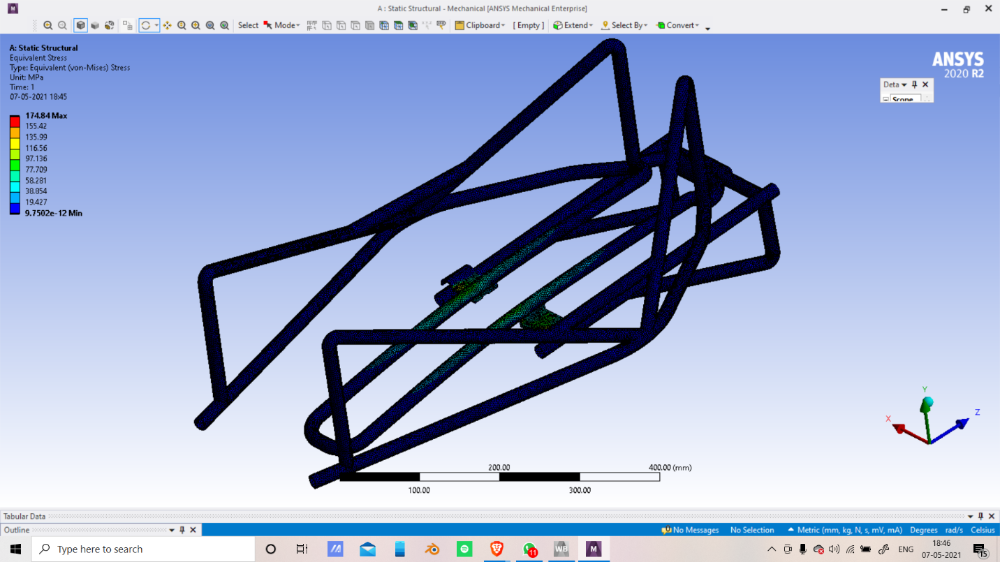 A : Static Structural - Mechanical [ANSYS Mechanical Enterprise]
Select Mode Clipboard [ Empty ] Extend Select By Convert
A: Static Structural
Equivalent Stress
Type: Equivalent (von-Mises) Stress
Unit: MPa
Time: 1
07-05-2021 18:45
174.84 Max
155.42
135.99
116.56
97.136
77.709
58.281
38.854
19.427
9.7502e-12 Min
ANSYS
2020 R2
Deta
Scope
Y
X
Z
200.00
400.00 (mm)
100.00
300.00
Tabular Data
Outline
No Messages No Selection Metric (mm, kg, N, s, mV, mA) Degrees rad/s Celsius
Type here to search
11
WB
M
ENG
18:46
07-05-2021
15